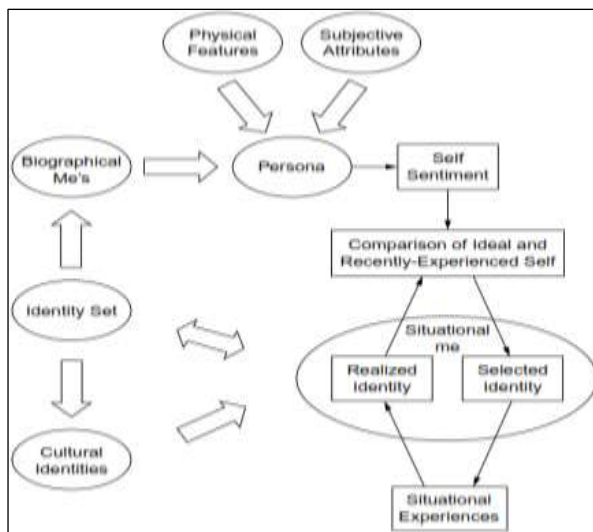 Physical
Features
Subjective
Attributes
Biographical
Me's
Persona
Self
Sentiment
Comparison of Ideal and
Recently-Experienced Self
Identity Set
Situational
me
Realized
Identity
Selected
Identity
Cultural
Identities
Situational
Experiences